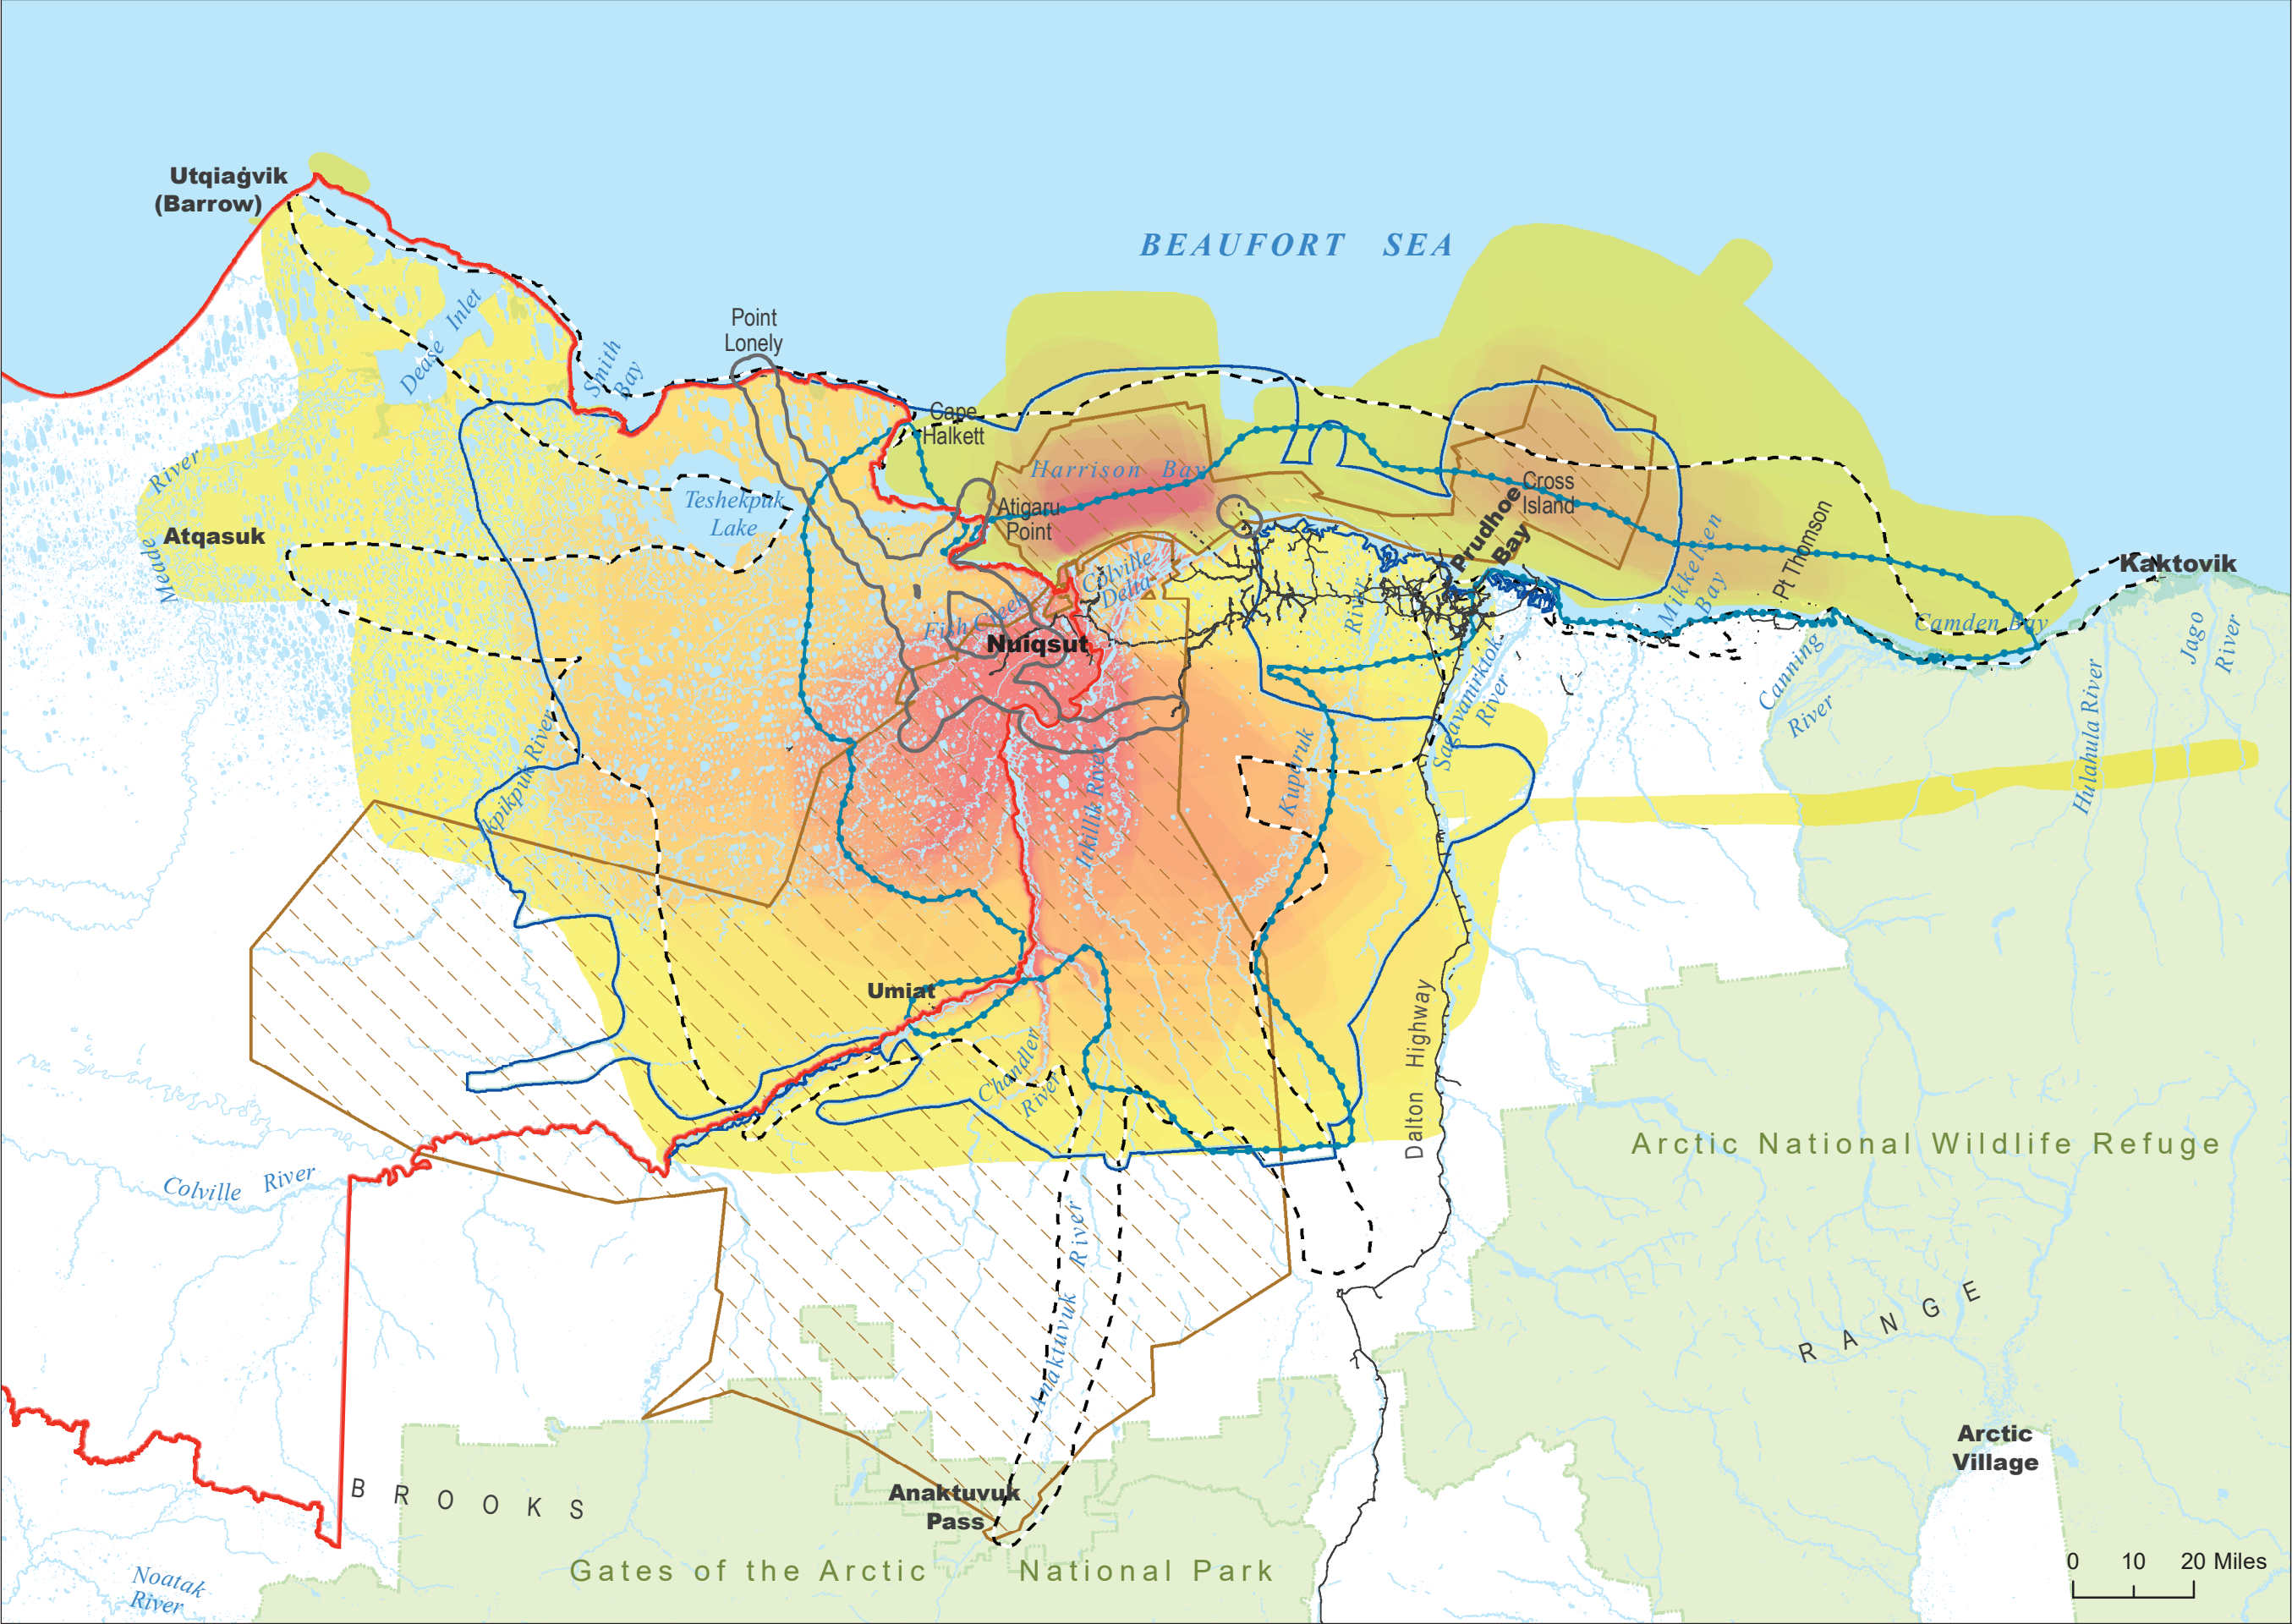 Utqiaġvik
(Barrow)
BEAUFORT SEA
Dease Inlet
Smith
Bay
Point
Lonely
Cape
Halkett
Harrison Bay
Teshekpuk
Lake
Atigaru
Point
Cross
Island
Prudhoe
Bay
Mikkelsen
Bay
Pt Thomson
Kaktovik
Camden Bay
Meade River
Atqasuk
Colville
Delta
Fish Creek
Nuiqsut
River
Kuparuk
Sagavanirktok
River
Canning
River
Hulahula River
Jago
River
kpikpuk River
Itkillik River
Umiat
Chandler
River
Dalton Highway
Arctic National Wildlife Refuge
Colville River
Anaktuvuk River
BROOKS
RANGE
Arctic
Village
Anaktuvuk
Pass
Gates of the Arctic National Park
Noatak
River
0 10 20 Miles